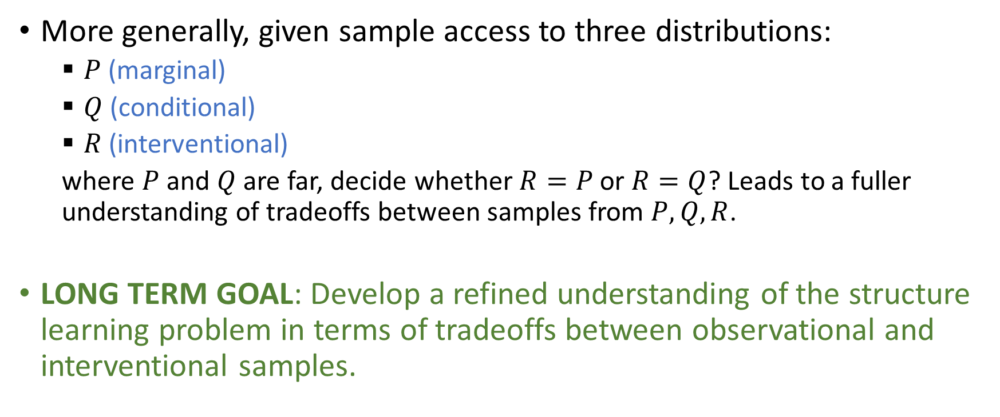 • More generally, given sample access to three distributions:
▪ P (marginal)
▪ Q (conditional)
▪ R (interventional)
where P and Q are far, decide whether R = P or R = Q? Leads to a fuller
understanding of tradeoffs between samples from P, Q, R.
• LONG TERM GOAL: Develop a refined understanding of the structure
learning problem in terms of tradeoffs between observational and
interventional samples.